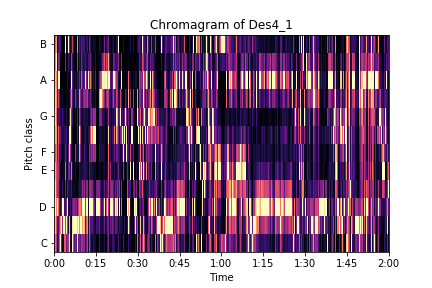 Chromagram of Des4_1
B
A
G
F
E
D
C
Pitch class
0:00 0:15 0:30 0:45 1:00 1:15 1:30 1:45 2:00
Time